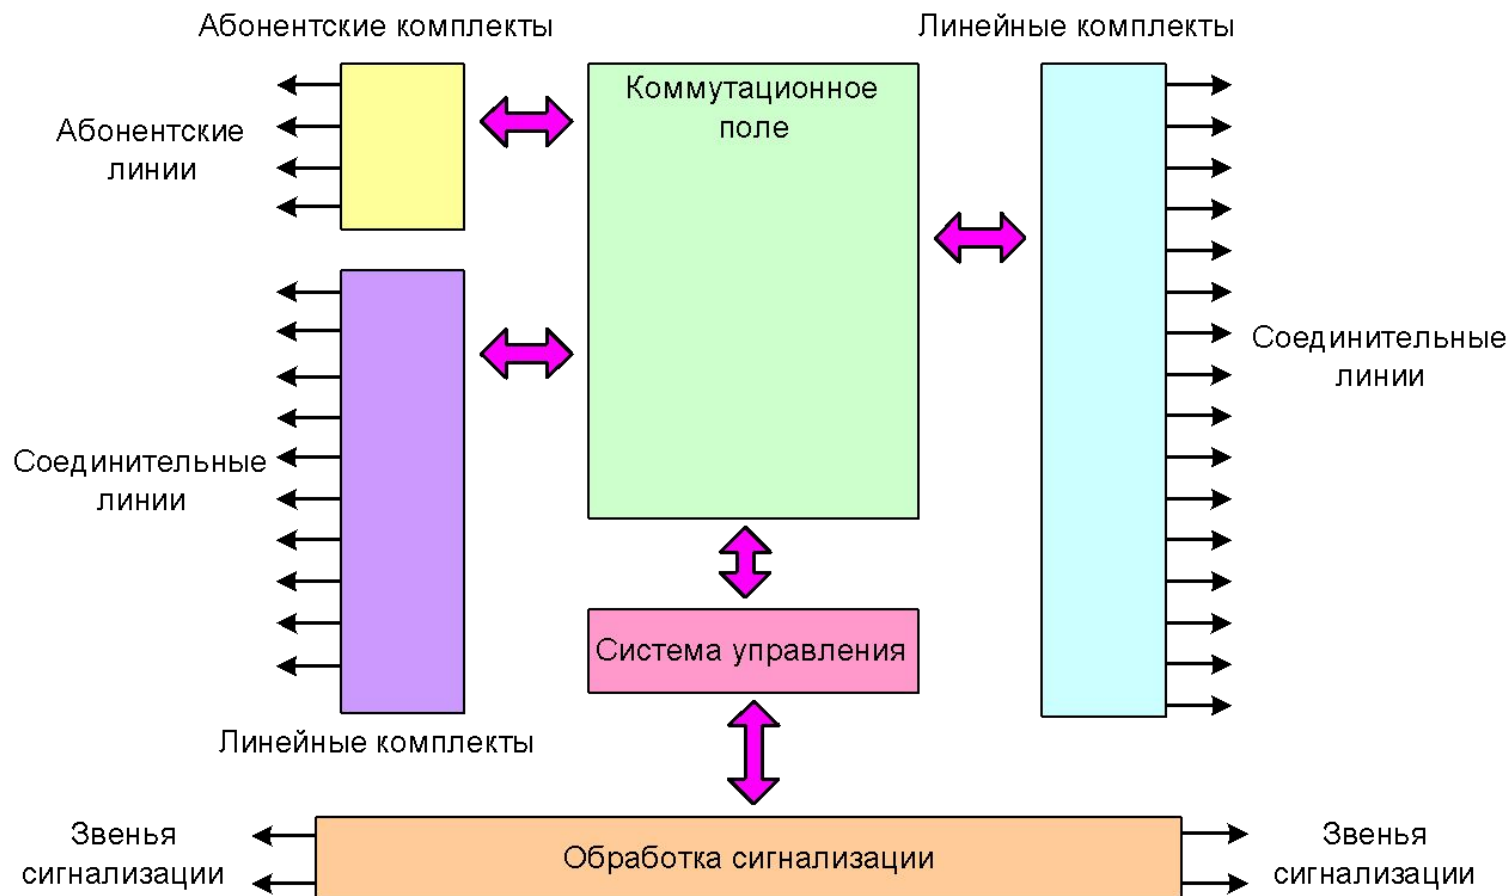 Абонентские комплекты
Линейные комплекты
Коммутационное
поле
Абонентские
линии
Соединительные
линии
Соединительные
линии
Система управления
Линейные комплекты
Звенья
сигнализации
Обработка сигнализации
Звенья
сигнализации